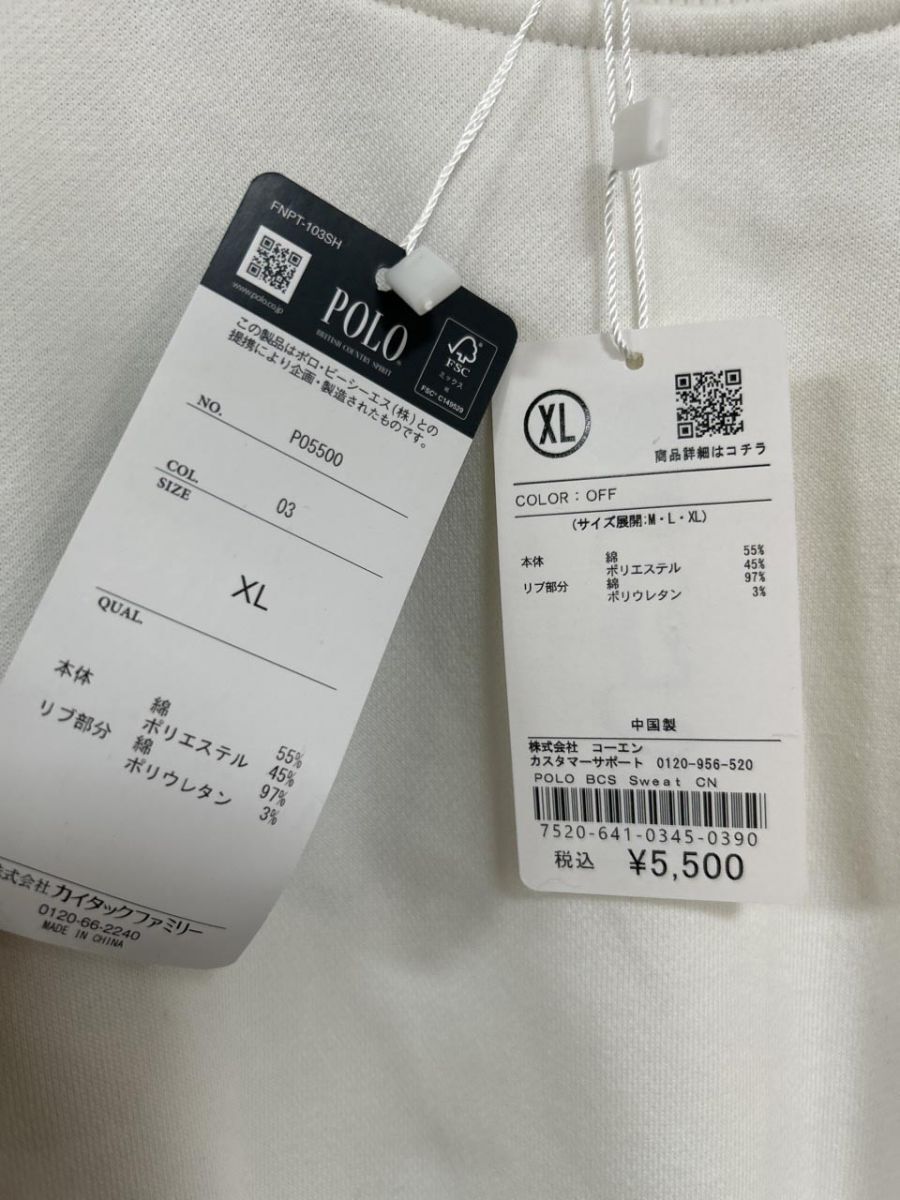 FNPT-103SH
www.polo.co.jp
POLO
BRITISH COUNTRY SPIRIT
FSC
ミックス
紙
FSC® C149529
この製品はポロ・ビーシーエス(株)との
提携により企画・製造されたものです。
NO.
P05500
COL.
03
SIZE
XL
QUAL.
本体 綿 55%
ポリエステル 45%
リブ部分 綿 97%
ポリウレタン 3%
式会社 カイタックファミリー
0120-66-2240
MADE IN CHINA
XL
商品詳細はコチラ
COLOR : OFF
(サイズ展開:M・L・XL)
本体 綿 55%
ポリエステル 45%
リブ部分 綿 97%
ポリウレタン 3%
中国製
株式会社 コーエン
カスタマーサポート 0120-956-520
POLO BCS Sweat CN
7520-641-0345-0390
税込 ¥5,500